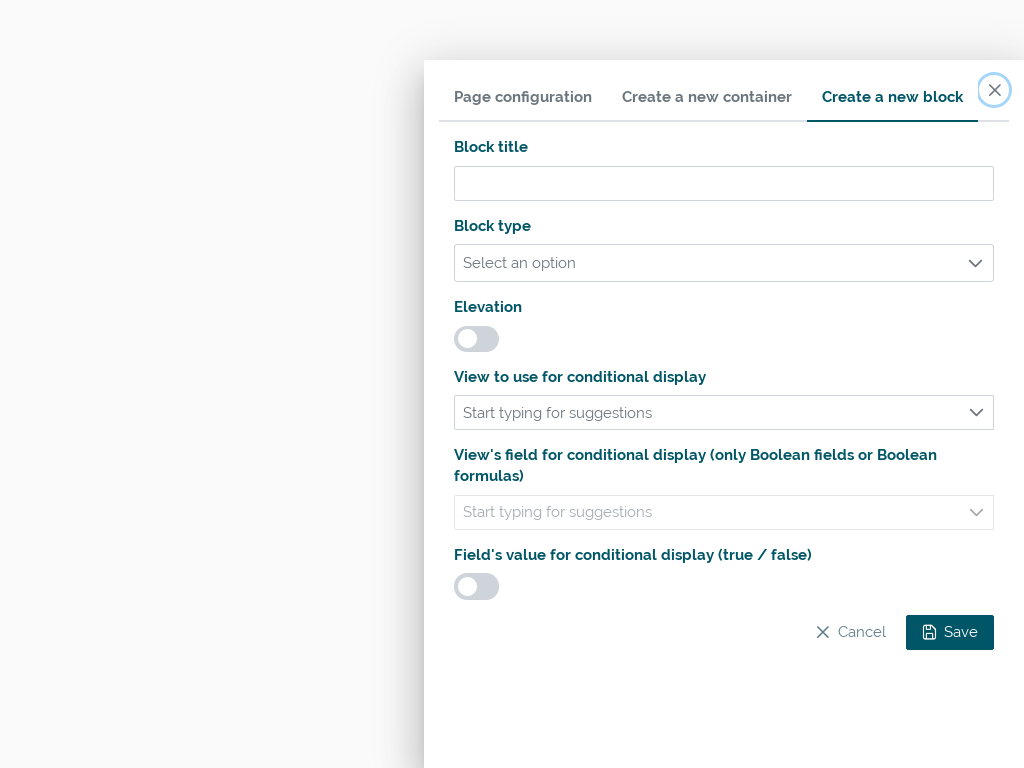 Page configuration
Create a new container
Create a new block
Block title
Block type
Select an option
Elevation
View to use for conditional display
Start typing for suggestions
View's field for conditional display (only Boolean fields or Boolean
formulas)
Start typing for suggestions
Field's value for conditional display (true / false)
Cancel
Save